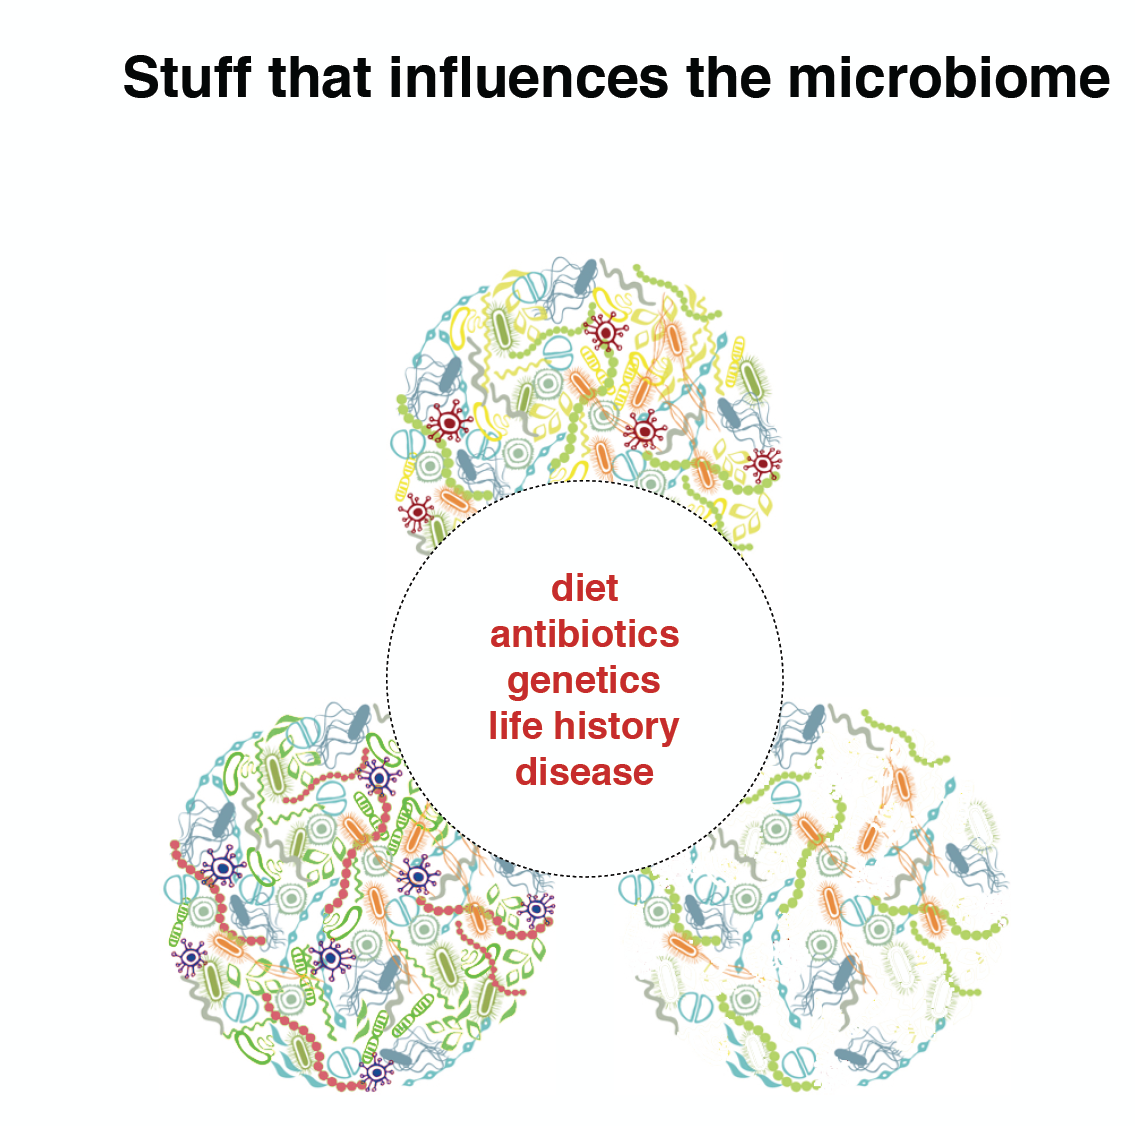 Stuff that influences the microbiome
diet
antibiotics
genetics
life history
disease